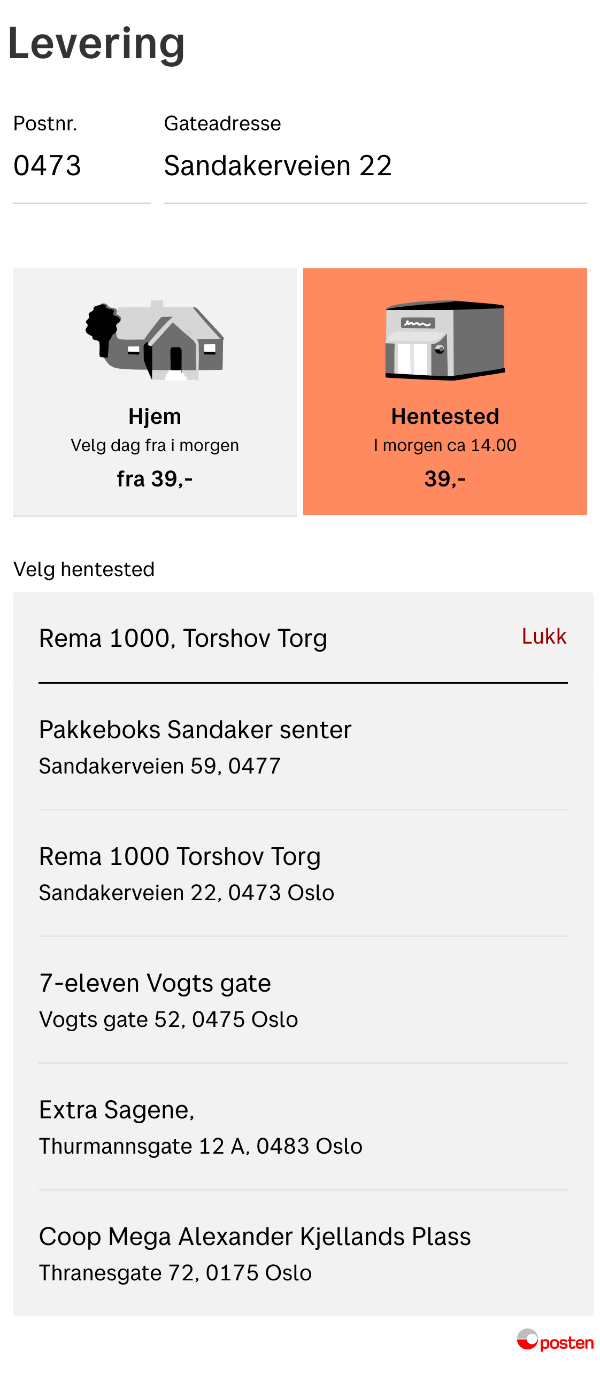 Levering
Postnr.
Gateadresse
0473
Sandakerveien 22
Hjem
Velg dag fra i morgen
fra 39,-
Hentested
I morgen ca 14.00
39,-
Velg hentested
Rema 1000, Torshov Torg
Lukk
Pakkeboks Sandaker senter
Sandakerveien 59, 0477
Rema 1000 Torshov Torg
Sandakerveien 22, 0473 Oslo
7-eleven Vogts gate
Vogts gate 52, 0475 Oslo
Extra Sagene,
Thurmannsgate 12 A, 0483 Oslo
Coop Mega Alexander Kjellands Plass
Thranesgate 72, 0175 Oslo
posten